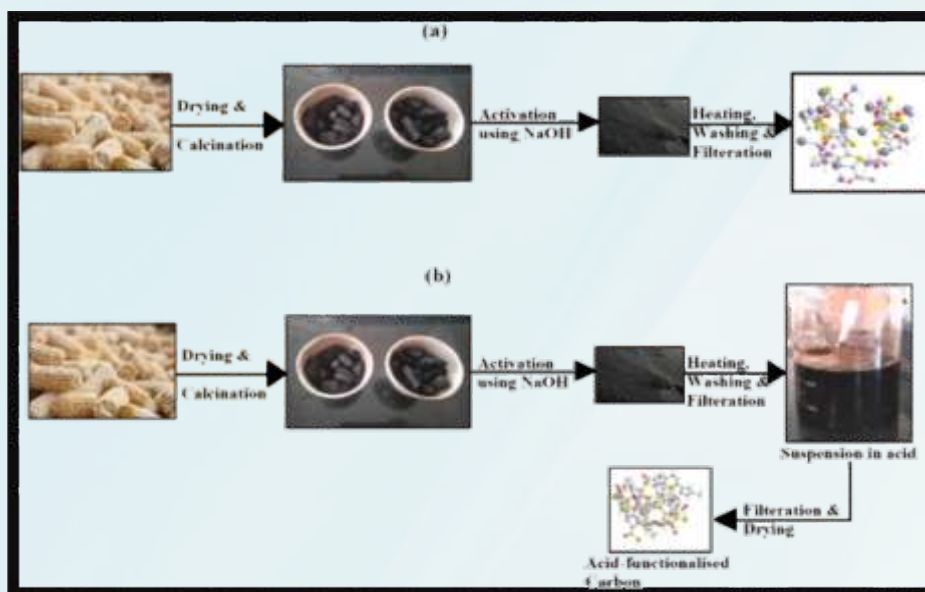 (a)
Drying &
Calcination
Activation
using NaOH
Heating,
Washing &
Filteration
(b)
Drying &
Calcination
Activation
using NaOH
Heating,
Washing &
Filteration
Suspension in acid
Filteration &
Drying
Acid-functionalised
Carbon